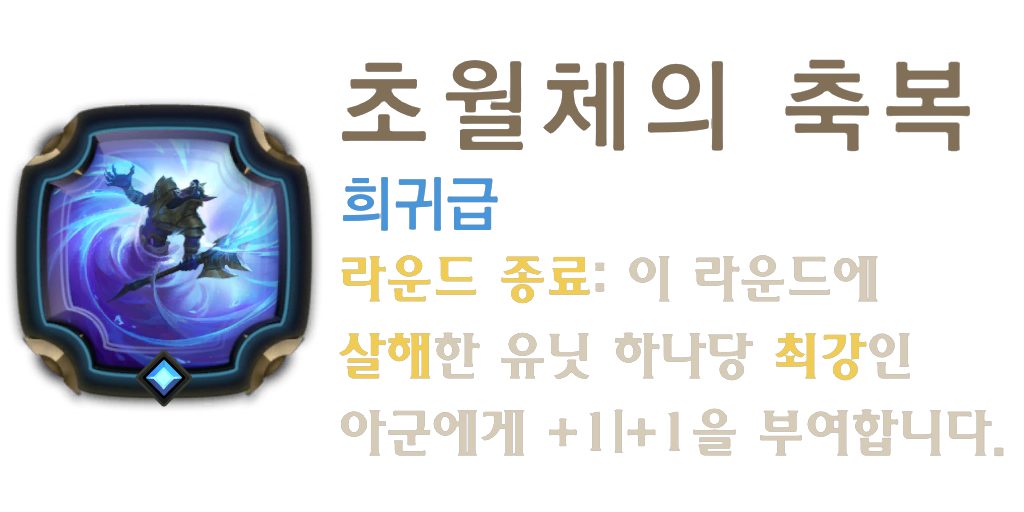 초월체의 축복
희귀급
라운드 종료: 이 라운드에
살해한 유닛 하나당 최강인
아군에게 +1|+1을 부여합니다.